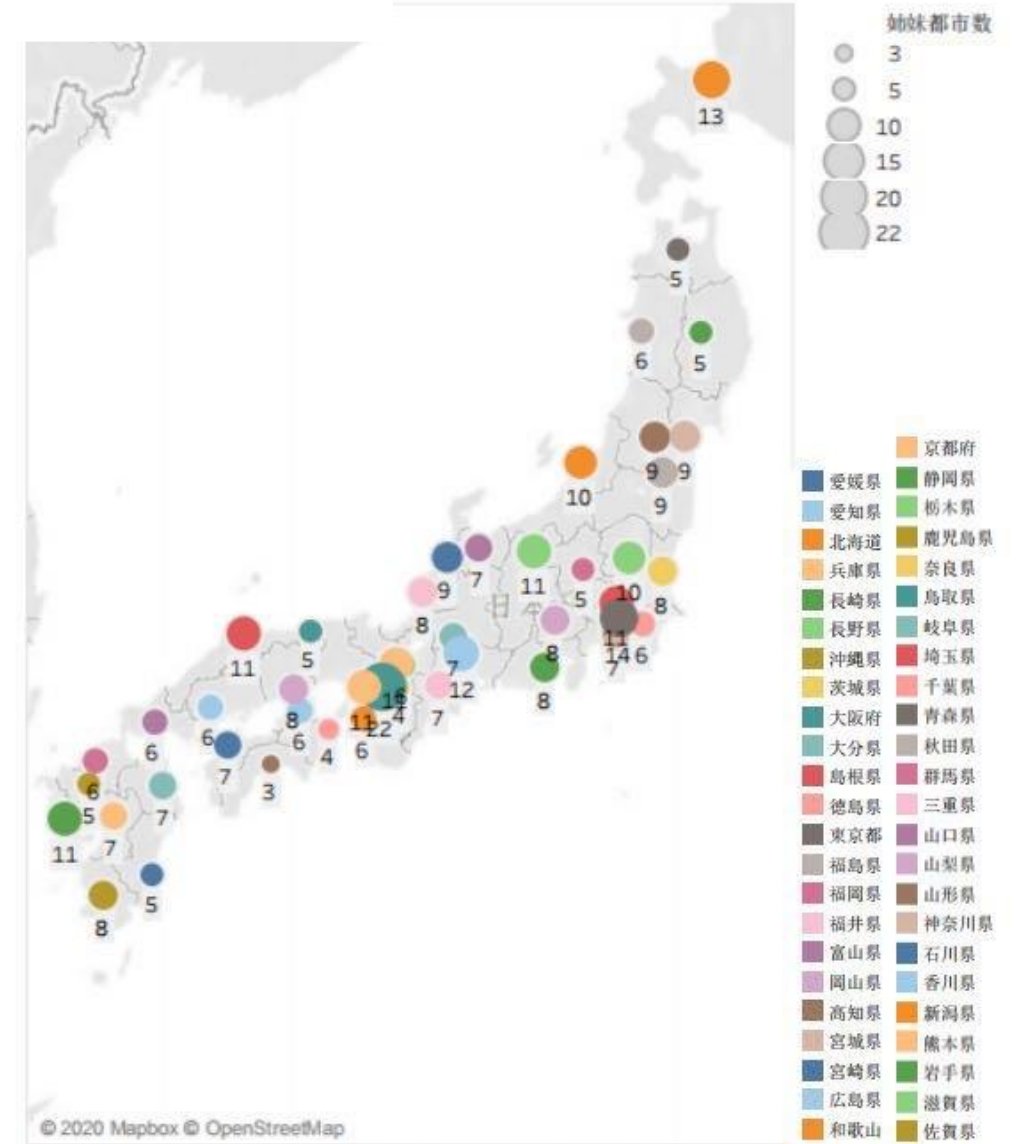 姉妹都市数
3
5
10
15
20
22
13
5
6
5
9
9
9
10
9
7
11
5
10
8
8
11
14
6
7
8
8
7
12
7
11
5
8
6
6
4
11
22
6
4
6
7
3
6
5
7
7
11
5
8
愛媛県
愛知県
北海道
兵庫県
長崎県
長野県
沖縄県
茨城県
大阪府
大分県
島根県
徳島県
東京都
福島県
福岡県
福井県
富山県
岡山県
高知県
宮城県
宮崎県
広島県
和歌山
京都府
静岡県
栃木県
鹿児島県
奈良県
鳥取県
岐阜県
埼玉県
千葉県
青森県
秋田県
群馬県
三重県
山口県
山梨県
山形県
神奈川県
石川県
香川県
新潟県
熊本県
岩手県
滋賀県
佐賀県
© 2020 Mapbox © OpenStreetMap